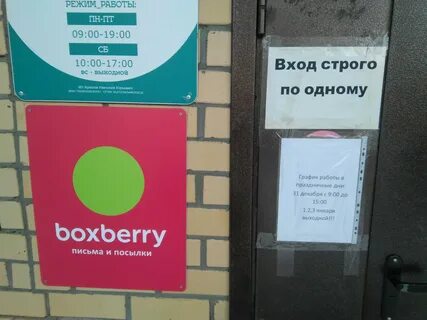 РЕЖИМ РАБОТЫ:
ПН-ПТ
09:00-19:00
СБ
10:00-17:00
ВС - ВЫХОДНОЙ
boxberry
письма и посылки
Вход строго
по одному
График работы в
праздничные дни:
31 декабря с 9:00 до
15:00
1,2,3 января
выходной!!!